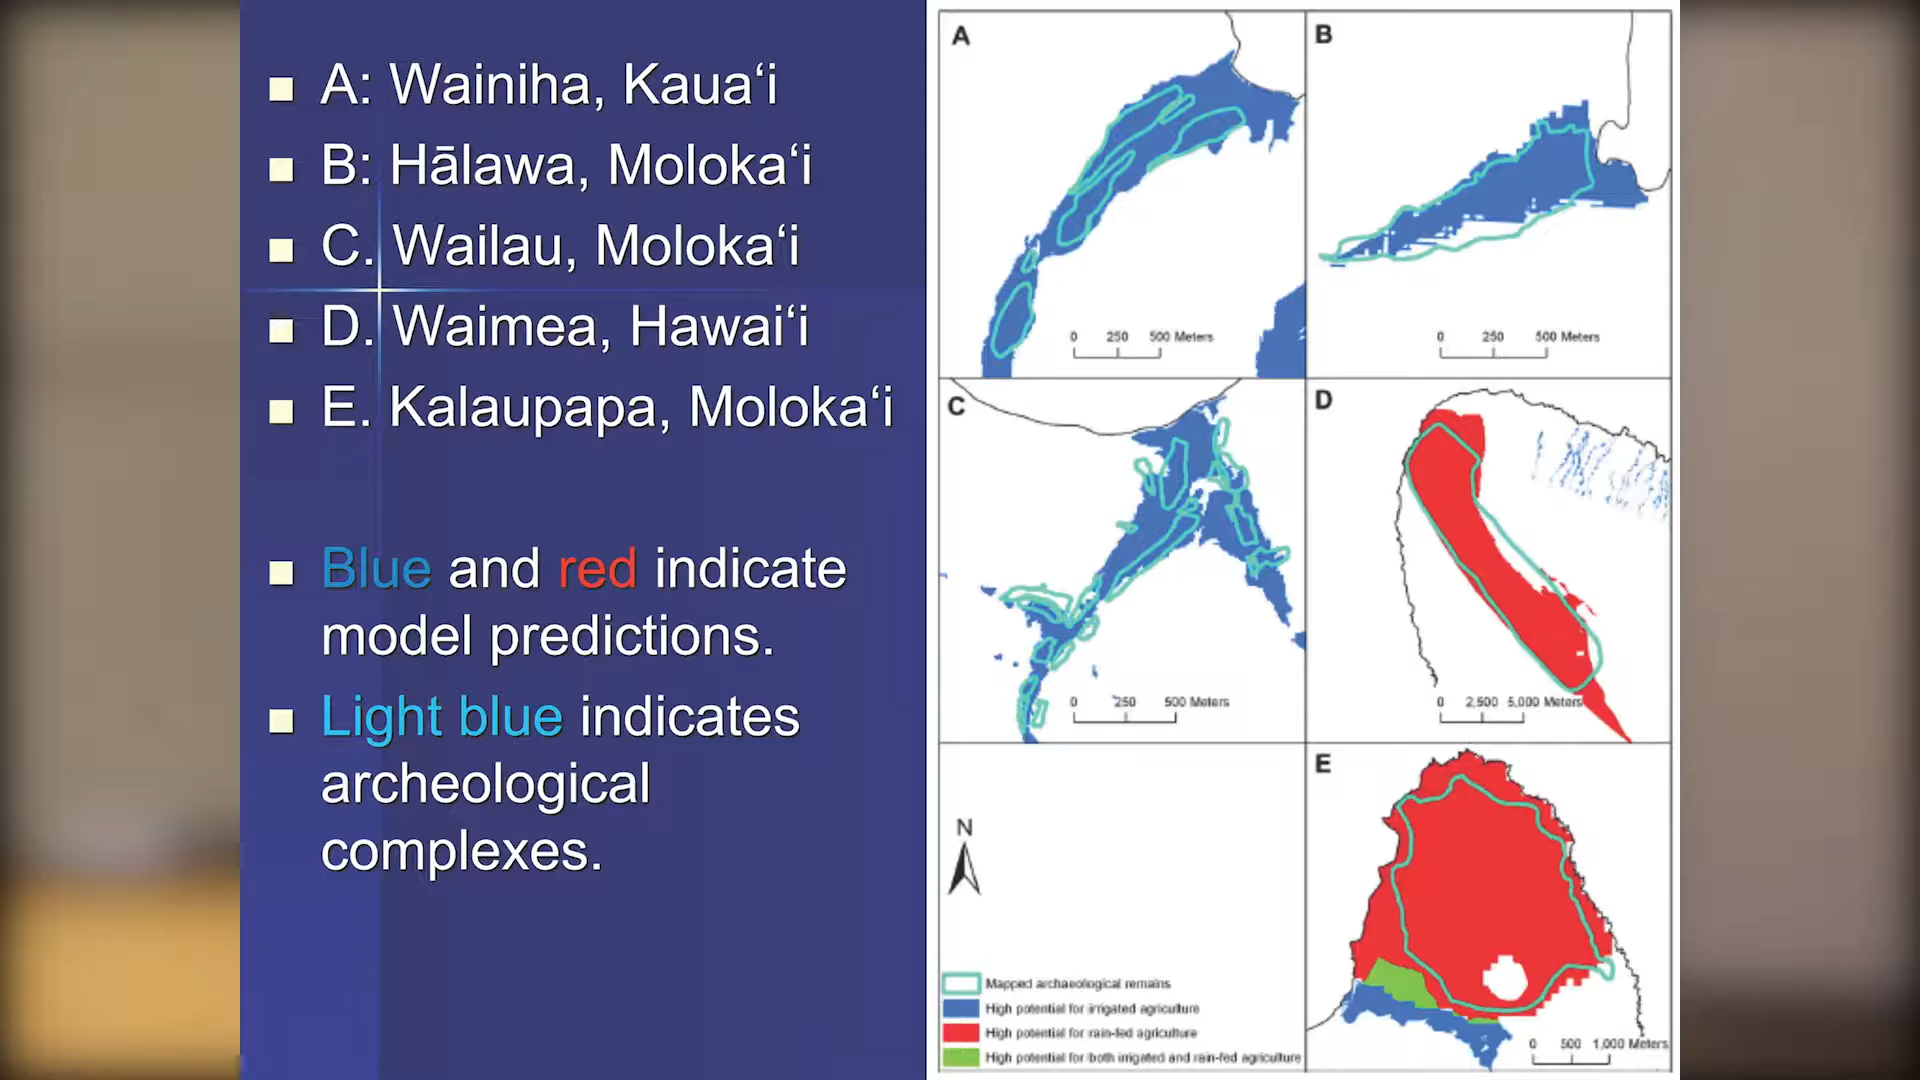 A: Wainiha, Kauaʻi
B: Hālawa, Molokaʻi
C. Wailau, Molokaʻi
D. Waimea, Hawaiʻi
E. Kalaupapa, Molokaʻi
Blue and red indicate
model predictions.
Light blue indicates
archeological
complexes.
A
0 250 500 Meters
B
0 250 500 Meters
C
0 250 500 Meters
D
0 2,500 5,000 Meters
N
Mapped archaeological remains
High potential for irrigated agriculture
High potential for rain-fed agriculture
High potential for both irrigated and rain-fed agriculture
E
0 500 1,000 Meters